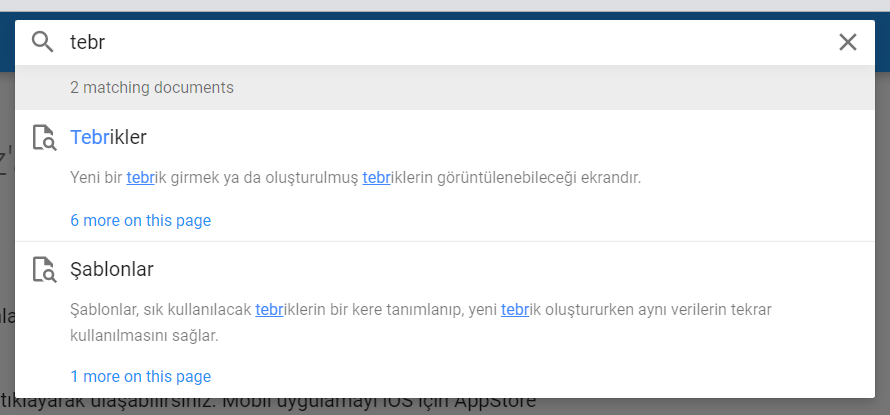 tebr
2 matching documents
Tebrikler
Yeni bir tebrik girmek ya da oluşturulmuş tebriklerin görüntülenebileceği ekrandır.
6 more on this page
Şablonlar
Şablonlar, sık kullanılacak tebriklerin bir kere tanımlanıp, yeni tebrik oluştururken aynı verilerin tekrar
kullanılmasını sağlar.
1 more on this page
tıklayarak ulaşabilirsiniz. Mobil uygulamayı iOS için AppStore